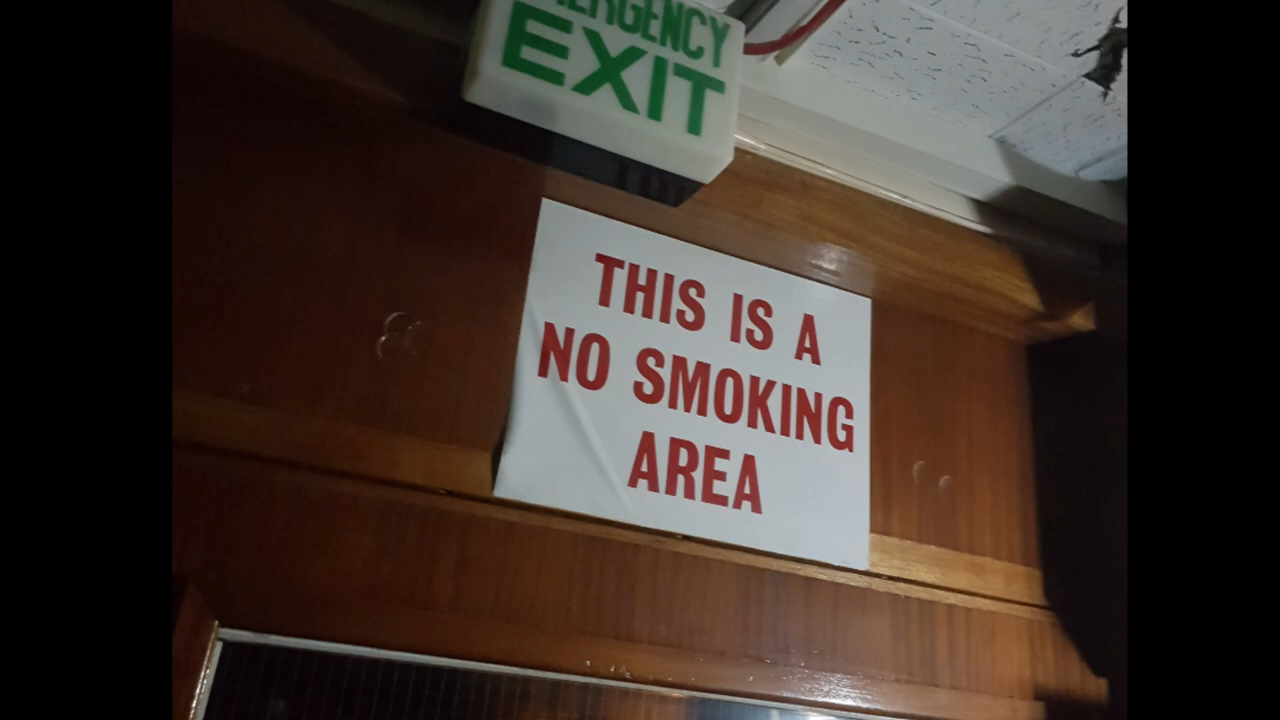 EMERGENCY
EXIT
THIS IS A
NO SMOKING
AREA